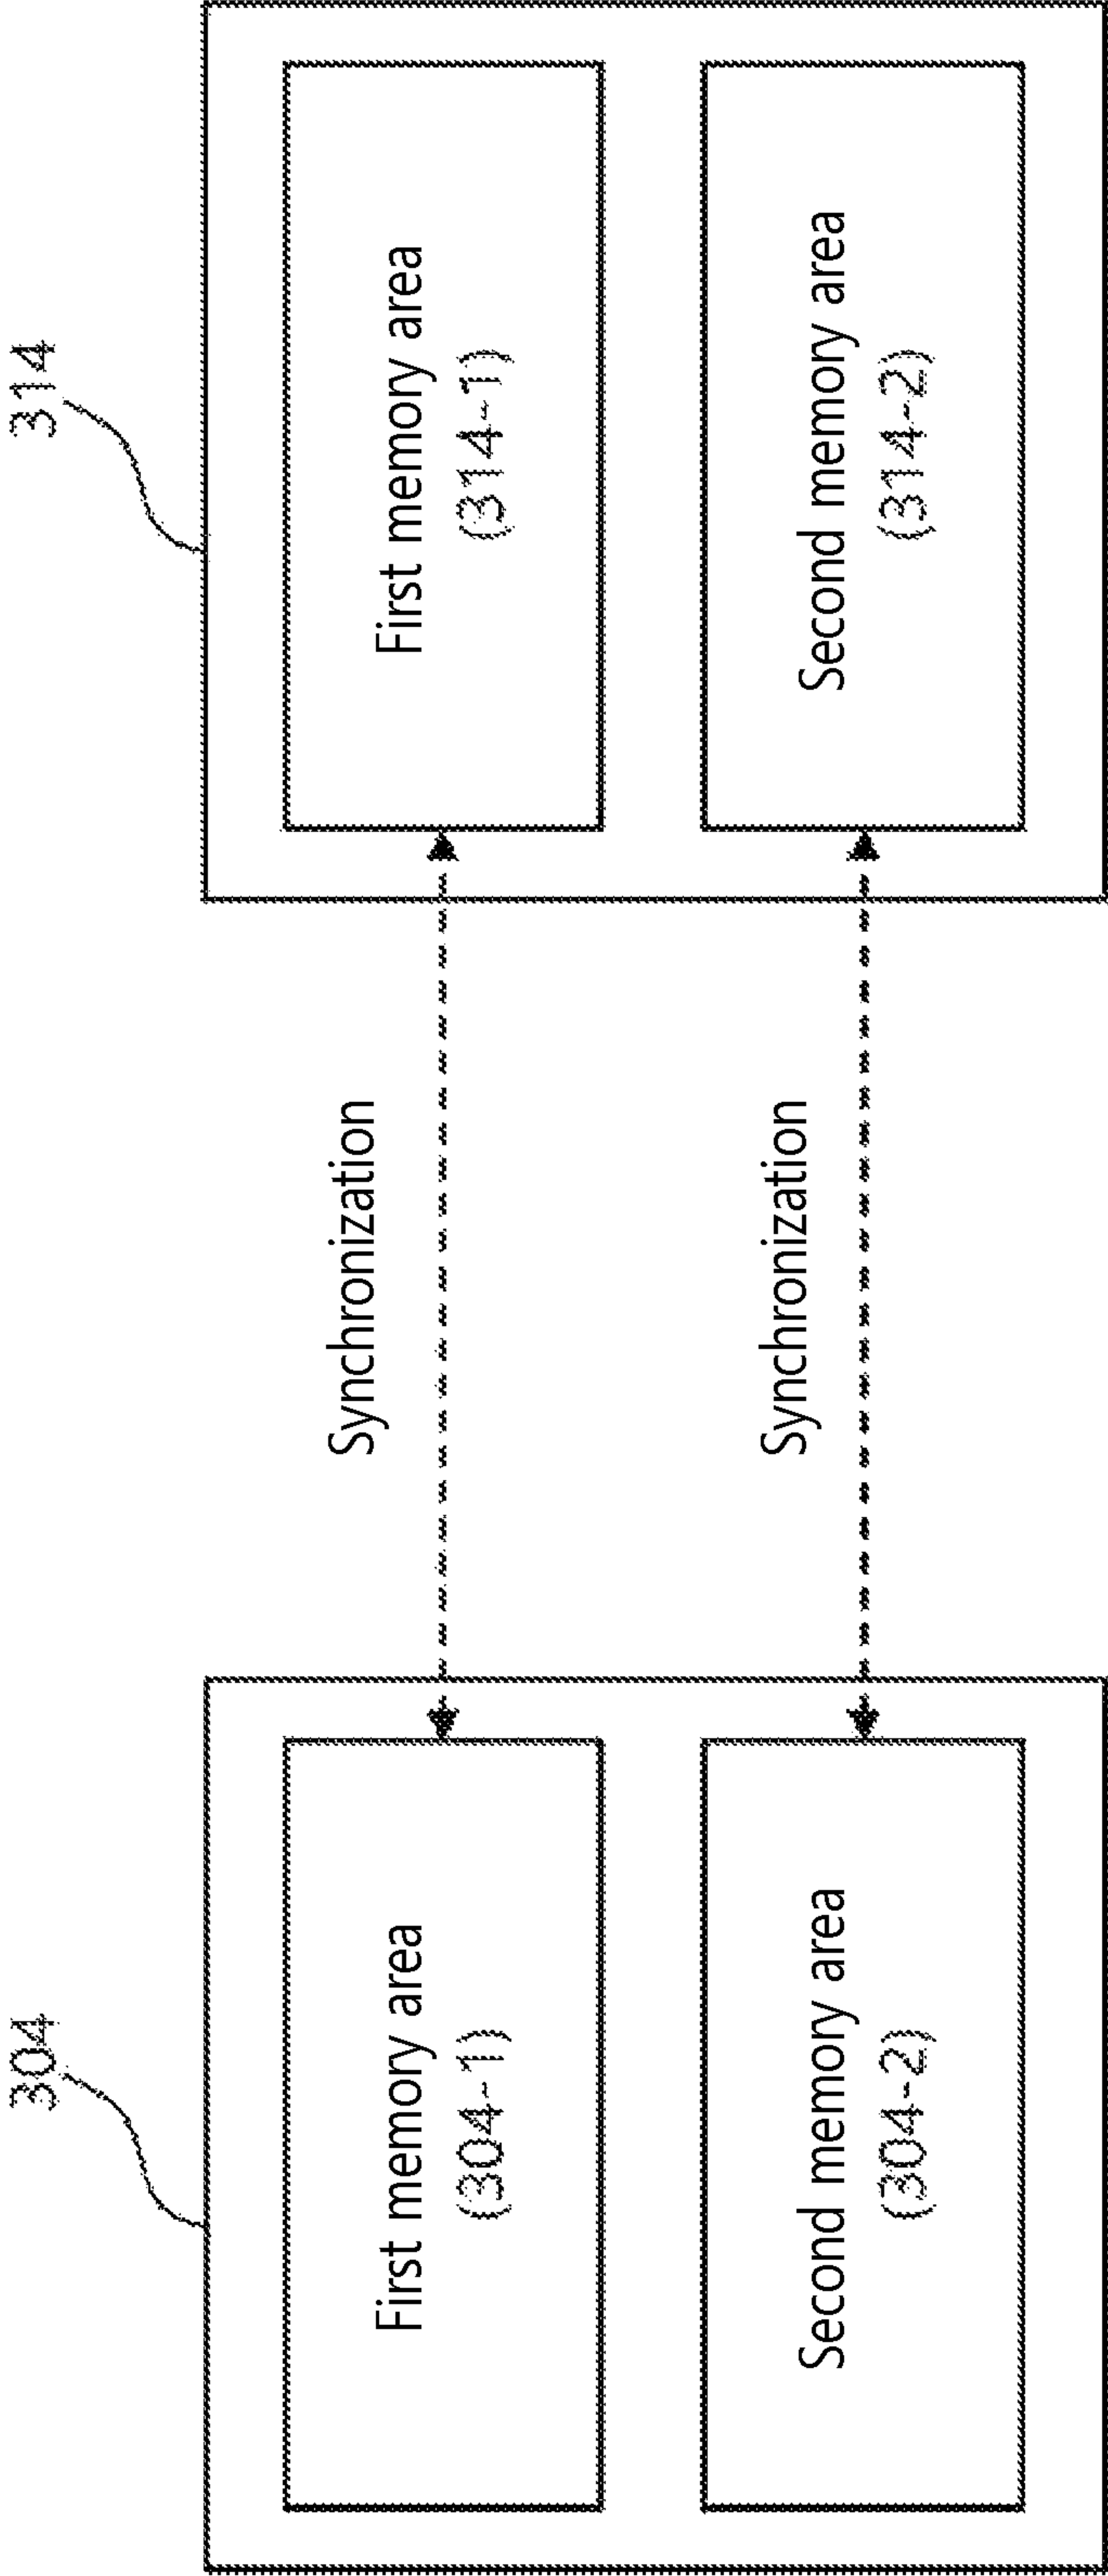 304
314
First memory area
(304-1)
Synchronization
First memory area
(314-1)
Second memory area
(304-2)
Synchronization
Second memory area
(314-2)